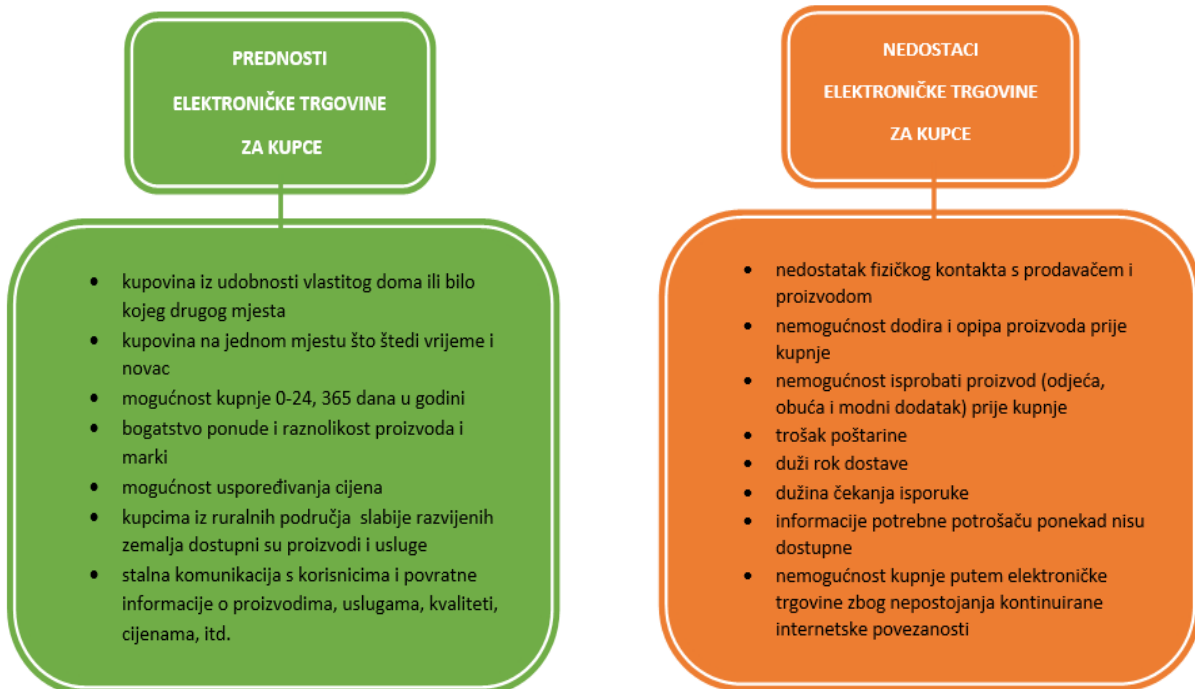 PREDNOSTI
ELEKTRONIČKE TRGOVINE
ZA KUPCE
• kupovina iz udobnosti vlastitog doma ili bilo
kojeg drugog mjesta
• kupovina na jednom mjestu što štedi vrijeme i
novac
• mogućnost kupnje 0-24, 365 dana u godini
• bogatstvo ponude i raznolikost proizvoda i
marki
• mogućnost uspoređivanja cijena
• kupcima iz ruralnih područja  slabije razvijenih
zemalja dostupni su proizvodi i usluge
• stalna komunikacija s korisnicima i povratne
informacije o proizvodima, uslugama, kvaliteti,
cijenama, itd.
NEDOSTACI
ELEKTRONIČKE TRGOVINE
ZA KUPCE
• nedostatak fizičkog kontakta s prodavačem i
proizvodom
• nemogućnost dodira i opipa proizvoda prije
kupnje
• nemogućnost isprobati proizvod (odjeća,
obuća i modni dodatak) prije kupnje
• trošak poštarine
• duži rok dostave
• dužina čekanja isporuke
• informacije potrebne potrošaču ponekad nisu
dostupne
• nemogućnost kupnje putem elektroničke
trgovine zbog nepostojanja kontinuirane
internetske povezanosti